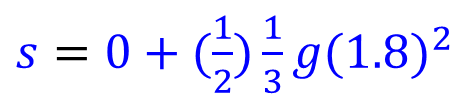 s = 0 + (1/2) 1/3 g(1.8)²